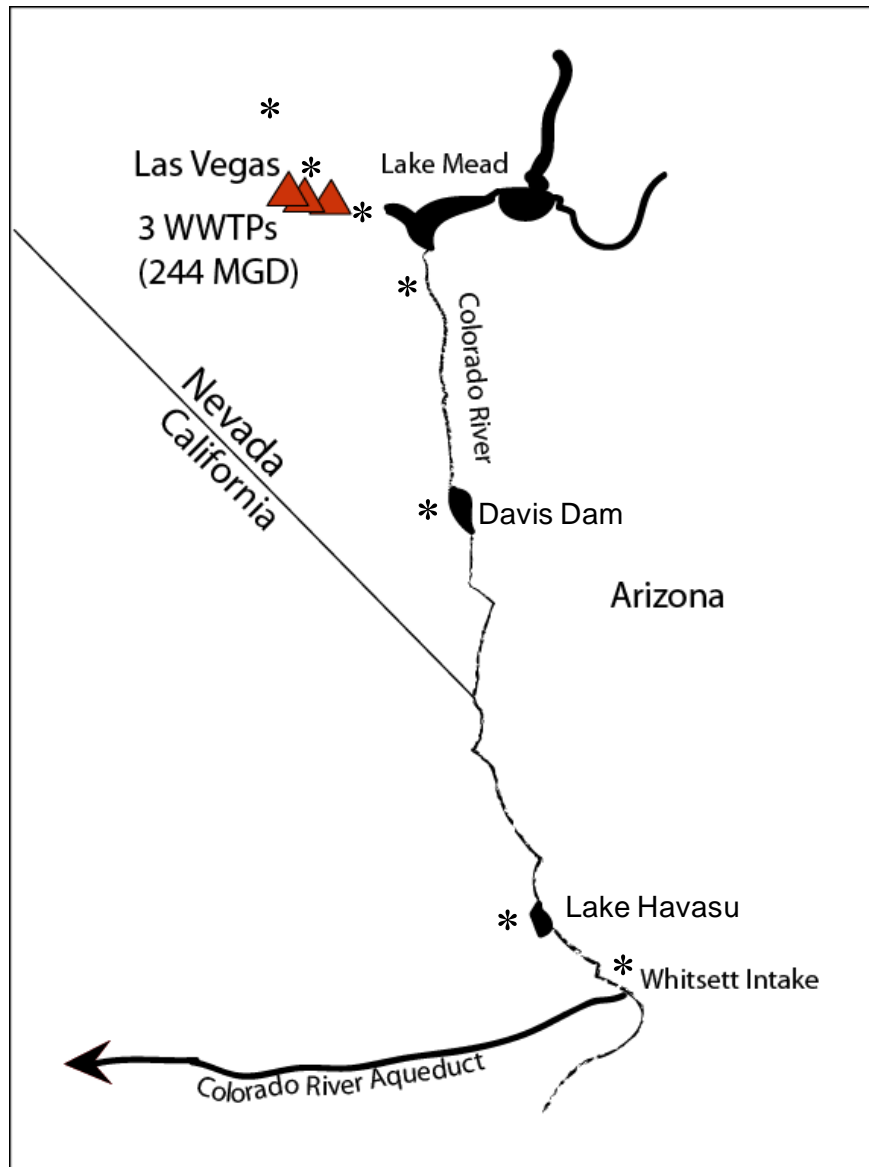 *
Las Vegas *
Lake Mead
*
3 WWTPs
(244 MGD)
*
Colorado River
Nevada
California
* Davis Dam
Arizona
* Lake Havasu
*
Whitsett Intake
Colorado River Aqueduct